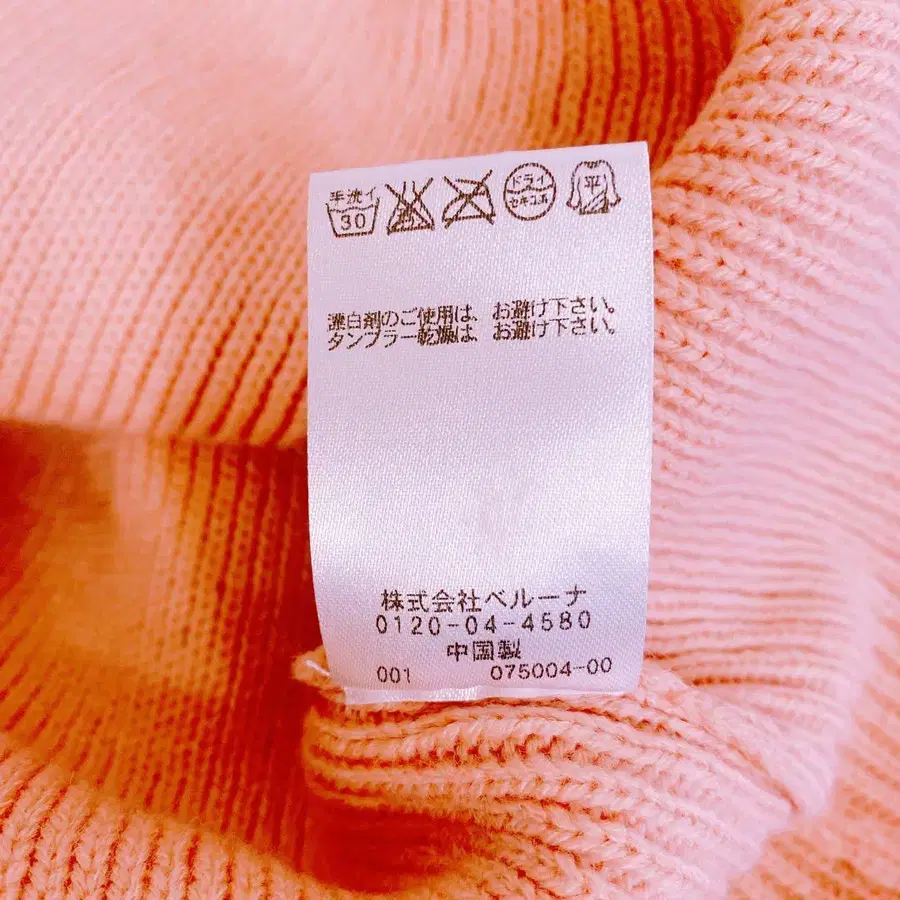 手洗イ
30
ドライ
セキユ系
平
漂白剤のご使用は、お避け下さい。
タンブラー乾燥は、お避け下さい。
株式会社ベルーナ
0120-04-4580
中国製
001 075004-00